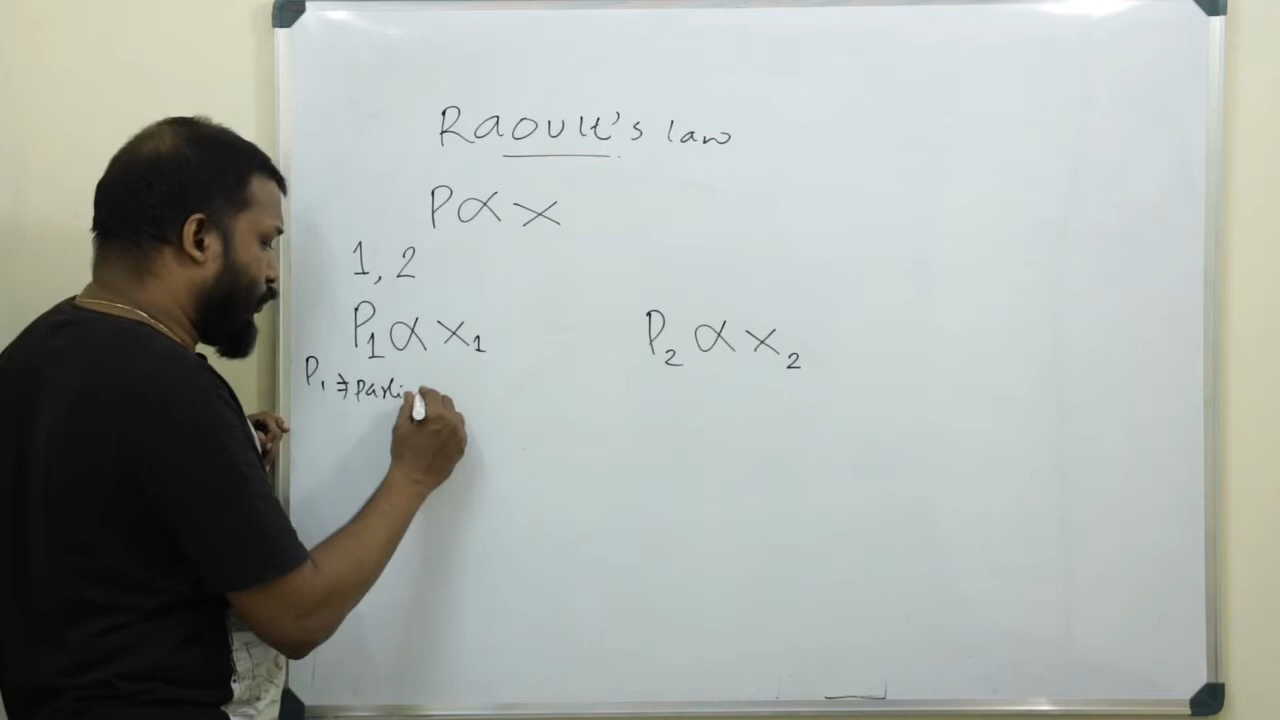 Raoult's law
P ∝ x
1, 2
P₁ ∝ x₁ P₂ ∝ x₂
P₁ ⇒ parti